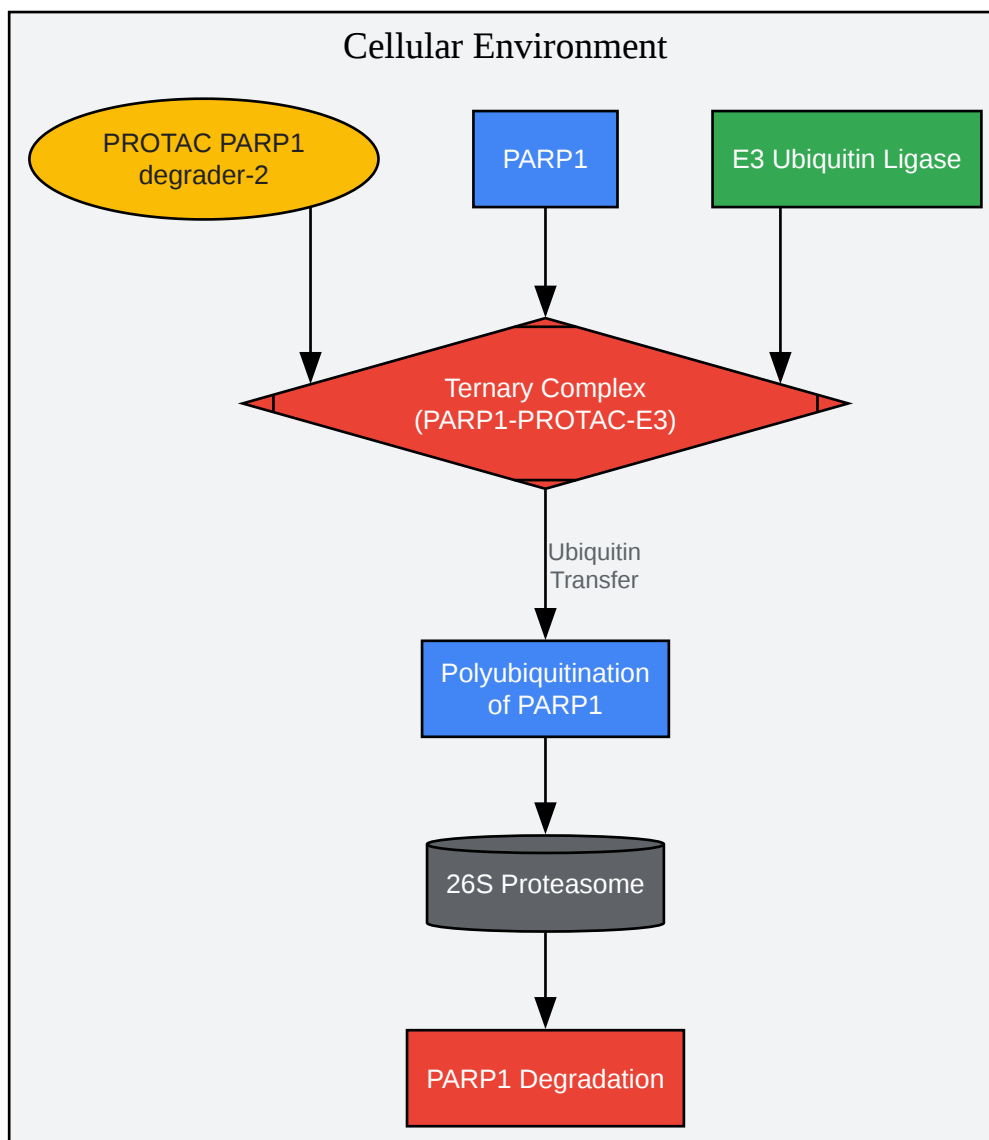 Cellular Environment
PROTAC PARP1
degrader-2
PARP1
E3 Ubiquitin Ligase
Ternary Complex
(PARP1-PROTAC-E3)
Ubiquitin
Transfer
Polyubiquitination
of PARP1
26S Proteasome
PARP1 Degradation